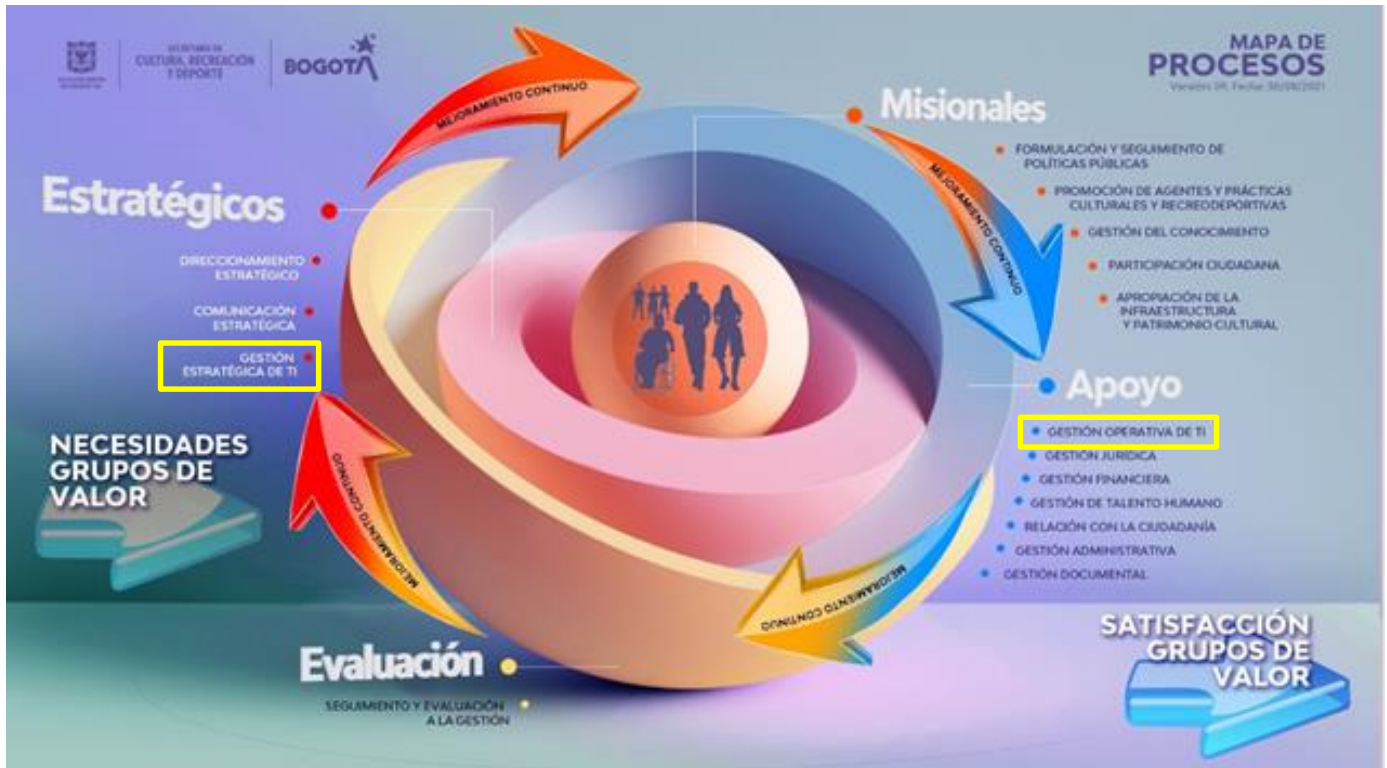 SECRETARÍA DE
CULTURA, RECREACIÓN
Y DEPORTE
BOGOTÁ
MAPA DE
PROCESOS
MEJORAMIENTO CONTINUO
Misionales
FORMULACIÓN Y SEGUIMIENTO DE
POLÍTICAS PÚBLICAS
PROMOCIÓN DE AGENTES Y PRÁCTICAS
CULTURALES Y RECREODEPORTIVAS
GESTIÓN DEL CONOCIMIENTO
PARTICIPACIÓN CIUDADANA
APROPIACIÓN DE LA
INFRAESTRUCTURA
Y PATRIMONIO CULTURAL
MEJORAMIENTO CONTINUO
Estratégicos
DIRECCIONAMIENTO
ESTRATÉGICO
COMUNICACIÓN
ESTRATÉGICA
GESTIÓN
ESTRATÉGICA DE TI
Apoyo
GESTIÓN OPERATIVA DE TI
GESTIÓN JURÍDICA
GESTIÓN FINANCIERA
GESTIÓN DE TALENTO HUMANO
RELACIÓN CON LA CIUDADANÍA
GESTIÓN ADMINISTRATIVA
GESTIÓN DOCUMENTAL
NECESIDADES
GRUPOS DE
VALOR
MEJORAMIENTO CONTINUO
MEJORAMIENTO CONTINUO
Evaluación
SEGUIMIENTO Y EVALUACIÓN
A LA GESTIÓN
SATISFACCIÓN
GRUPOS DE
VALOR